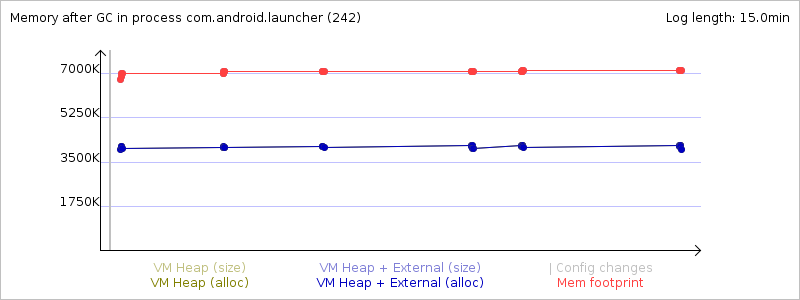 Memory after GC in process com.android.launcher (242)
Log length: 15.0min
7000K
5250K
3500K
1750K
VM Heap (size)
VM Heap + External (size)
| Config changes
VM Heap (alloc)
VM Heap + External (alloc)
Mem footprint